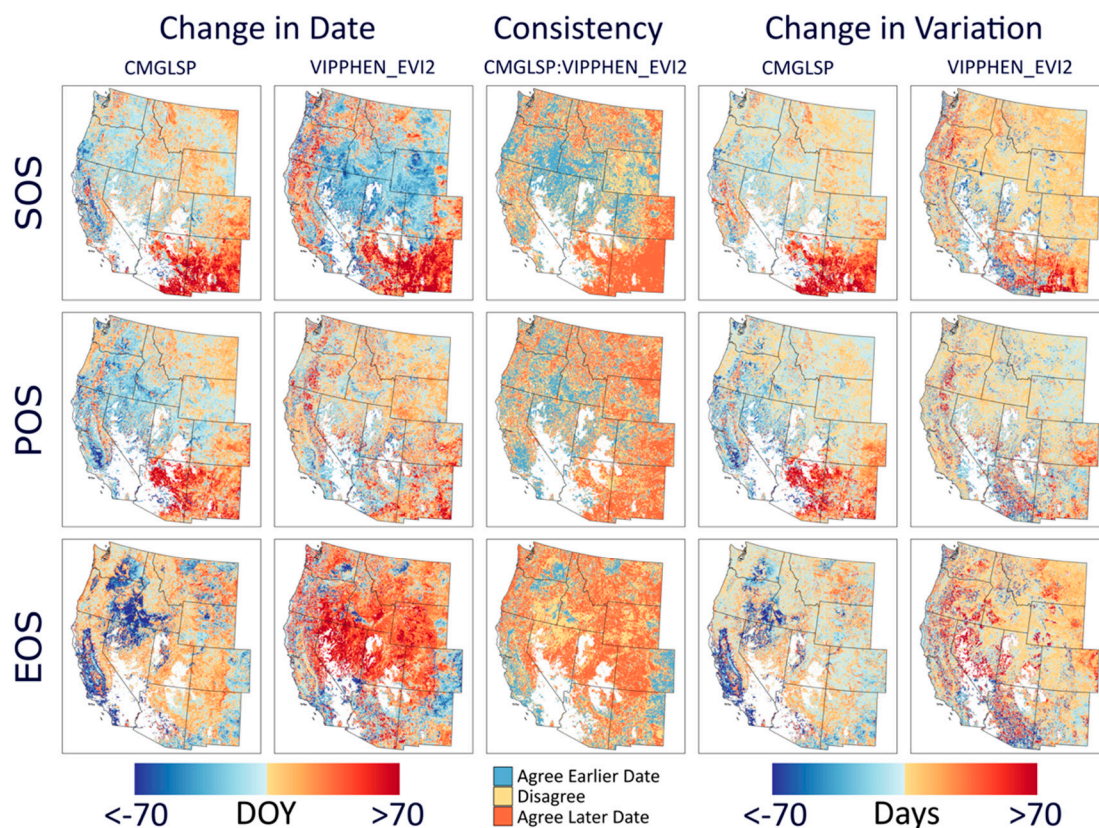 Change in Date Consistency Change in Variation
CMGLSP VIPPHEN_EVI2 CMGLSP:VIPPHEN_EVI2 CMGLSP VIPPHEN_EVI2
SOS
POS
EOS
Agree Earlier Date
Disagree
Agree Later Date
<-70 DOY >70
<-70 Days >70